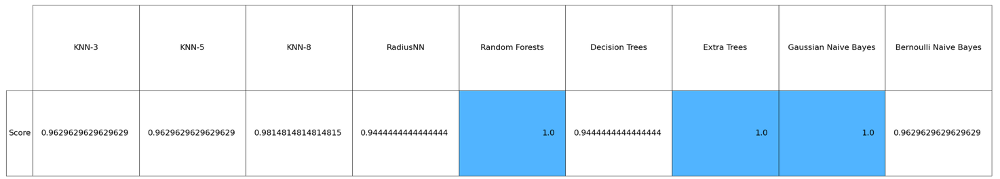 KNN-3 KNN-5 KNN-8 RadiusNN Random Forests Decision Trees Extra Trees Gaussian Naive Bayes Bernoulli Naive Bayes
Score 0.9629629629629629 0.9629629629629629 0.9814814814814815 0.9444444444444444 1.0 0.9444444444444444 1.0 1.0 0.9629629629629629